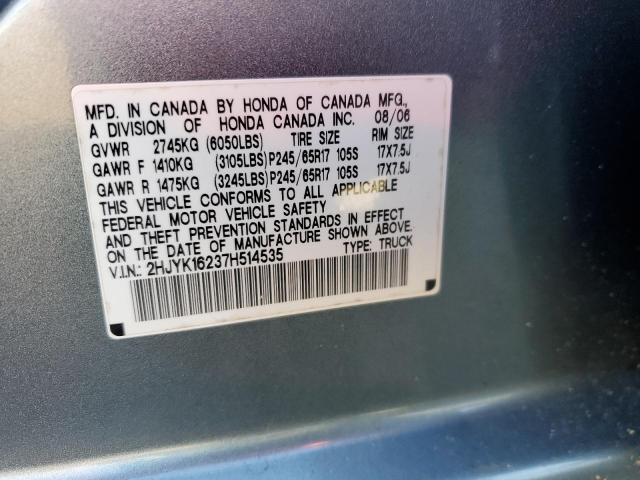 MFD. IN CANADA BY HONDA OF CANADA MFG.,
A DIVISION OF HONDA CANADA INC. 08/06
GVWR 2745KG (6050LBS) TIRE SIZE RIM SIZE
GAWR F 1410KG (3105LBS) P245/65R17 105S 17X7.5J
GAWR R 1475KG (3245LBS) P245/65R17 105S 17X7.5J
THIS VEHICLE CONFORMS TO ALL APPLICABLE
FEDERAL MOTOR VEHICLE SAFETY
AND THEFT PREVENTION STANDARDS IN EFFECT
ON THE DATE OF MANUFACTURE SHOWN ABOVE.
V.I.N.: 2HJYK16237H514535 TYPE: TRUCK